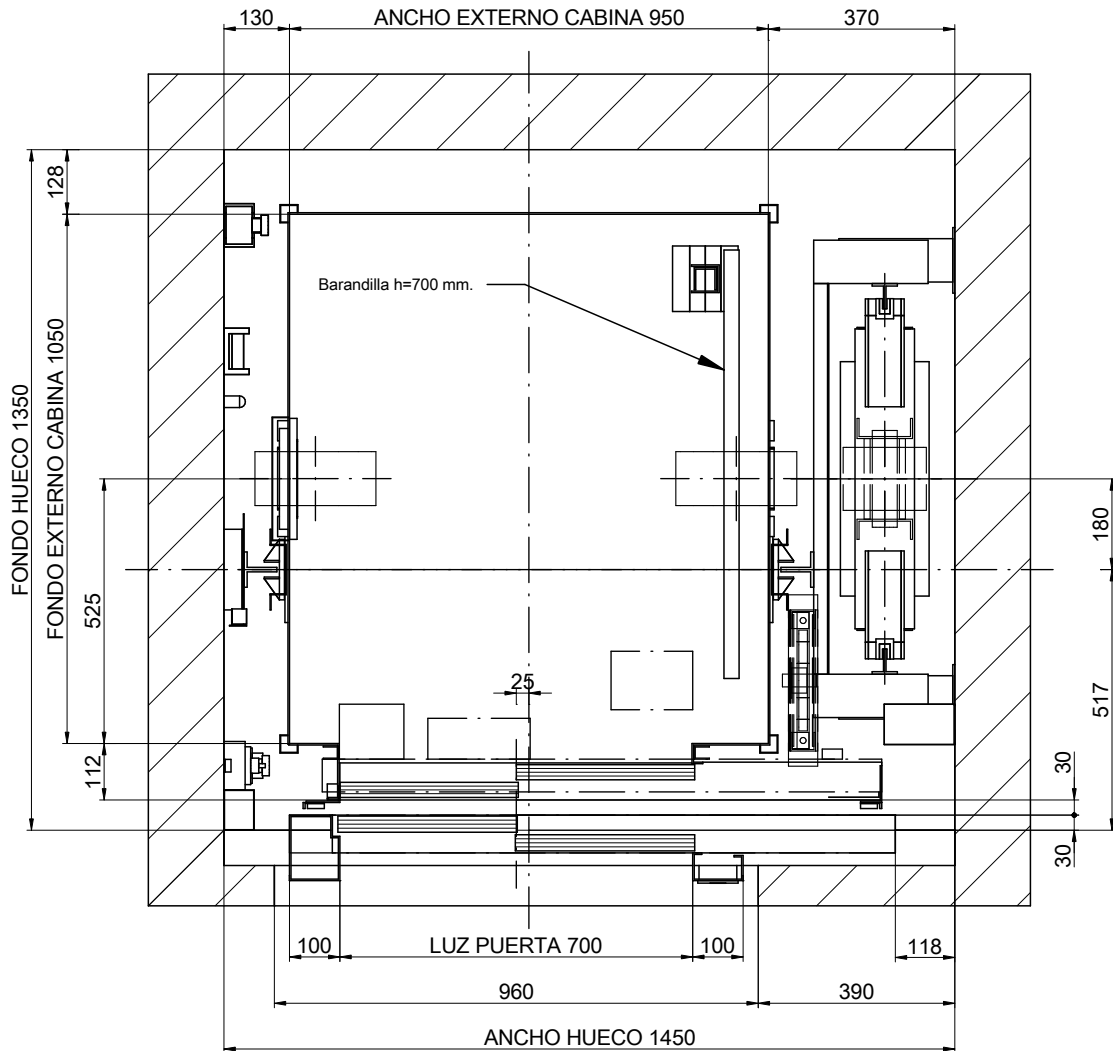 130
ANCHO EXTERNO CABINA 950
370
128
FONDO HUECO 1350
FONDO EXTERNO CABINA 1050
Barandilla h=700 mm.
525
180
517
25
112
30
30
100
LUZ PUERTA 700
100
118
960
390
ANCHO HUECO 1450